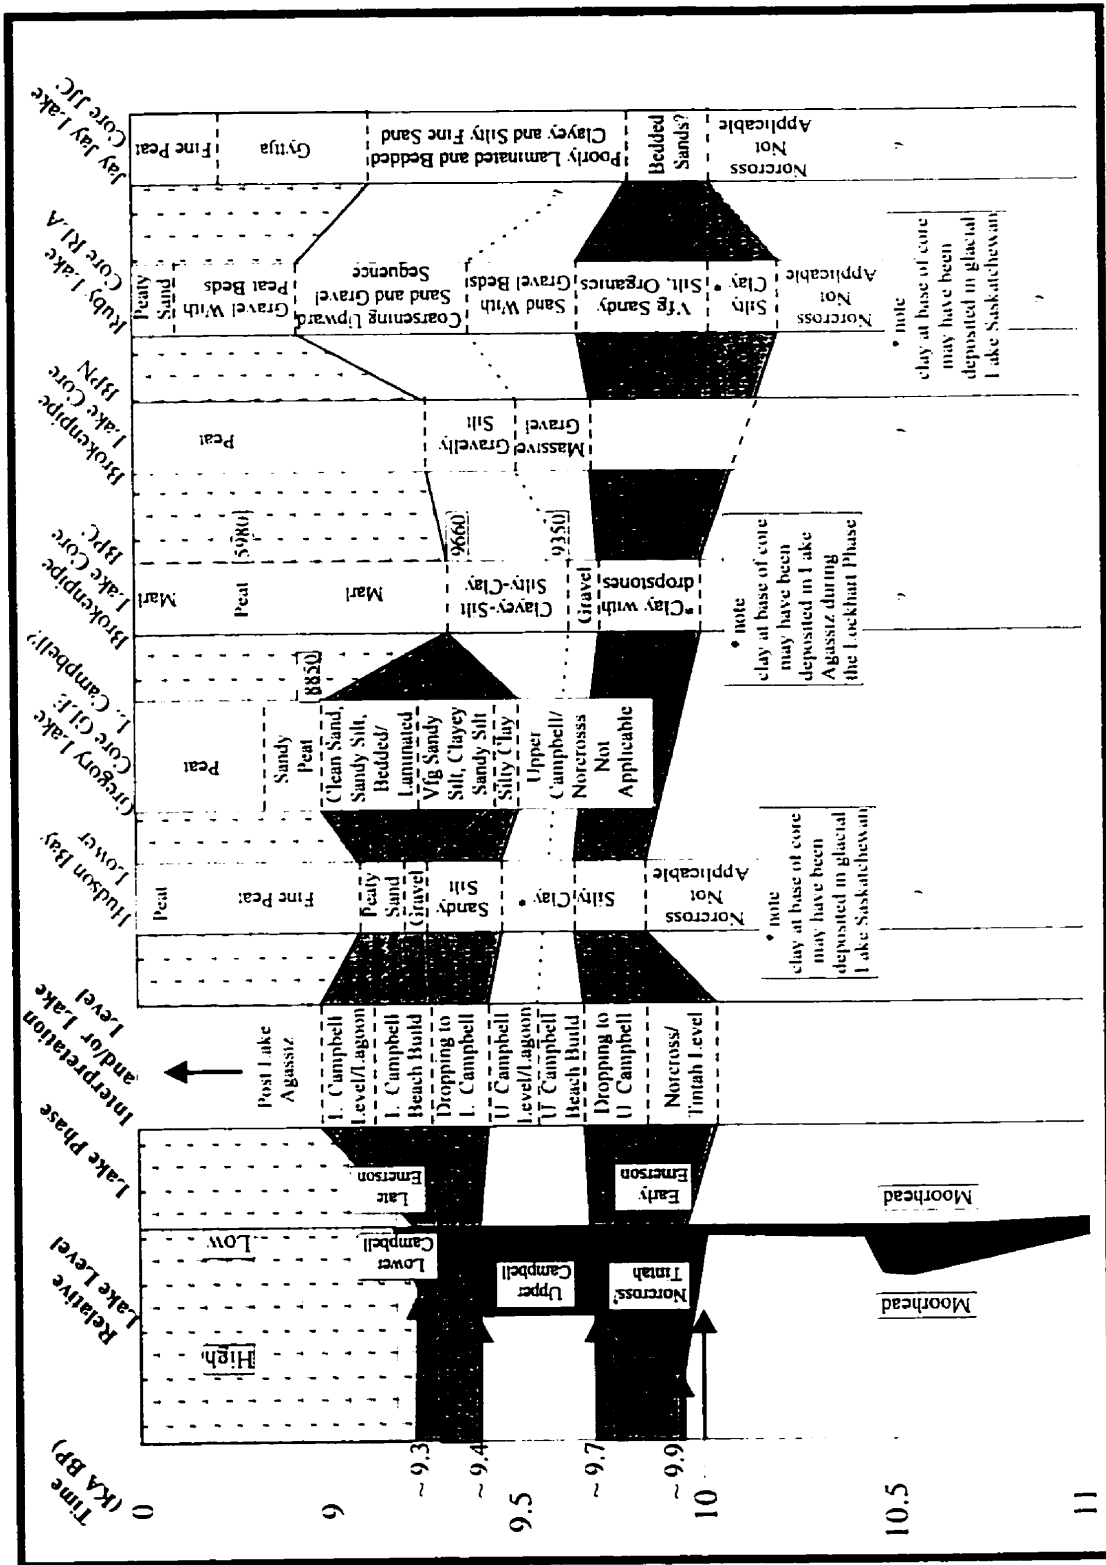 Time
(KA BP)
0
9
~ 9.3
~ 9.4
9.5
~ 9.7
~ 9.9
10
10.5
11
Relative
Lake Level
High
Low
Lower
Campbell
Upper
Campbell
Norcross/
Tintah
Moorhead
Lake Phase
Late
Emerson
Early
Emerson
Moorhead
Interpretation
and/or Lake
Level
Post Lake
Agassiz
L. Campbell
Level/Lagoon
L. Campbell
Beach Build
Dropping to
L. Campbell
U Campbell
Level/Lagoon
U Campbell
Beach Build
Dropping to
U Campbell
Norcross/
Tintah Level
Hudson Bay
Lower
Peat
Fine Peat
Peaty
Sand
Gravel
Sandy
Silt
Silty Clay *
Norcross
Not
Applicable
* note
clay at base of core
may have been
deposited in glacial
Lake Saskatchewan
Gregory Lake
Core GLE
L. Campbell?
Peat
Sandy
Peat
Clean Sand,
Sandy Silt,
Bedded/
Laminated
Vfg Sandy
Silt, Clayey
Sandy Silt
Silty Clay
Upper
Campbell/
Norcrosss
Not
Applicable
8850
Brokenpipe
Lake Core
BPC
Marl
Peat
Marl
Clayey-Silt
Silty-Clay
Gravel
*Clay with
dropstones
5980
9660
9350
* note
clay at base of core
may have been
deposited in Lake
Agassiz during
the Lockhart Phase
Brokenpipe
Lake Core
BPN
Peat
Gravelly
Silt
Massive
Gravel
?
Ruby Lake
Core RLA
Peaty
Sand
Gravel With
Peat Beds
Coarsening Upward
Sand and Gravel
Sequence
Sand With
Gravel Beds
Vfg Sandy
Silt, Organics
Silty
Clay *
Norcross
Not
Applicable
* note
clay at base of core
may have been
deposited in glacial
Lake Saskatchewan
Jay Jay Lake
Core JJC
Fine Peat
Gyttja
Poorly Laminated and Bedded
Clayey and Silty Fine Sand
Bedded
Sands?
Norcross
Not
Applicable